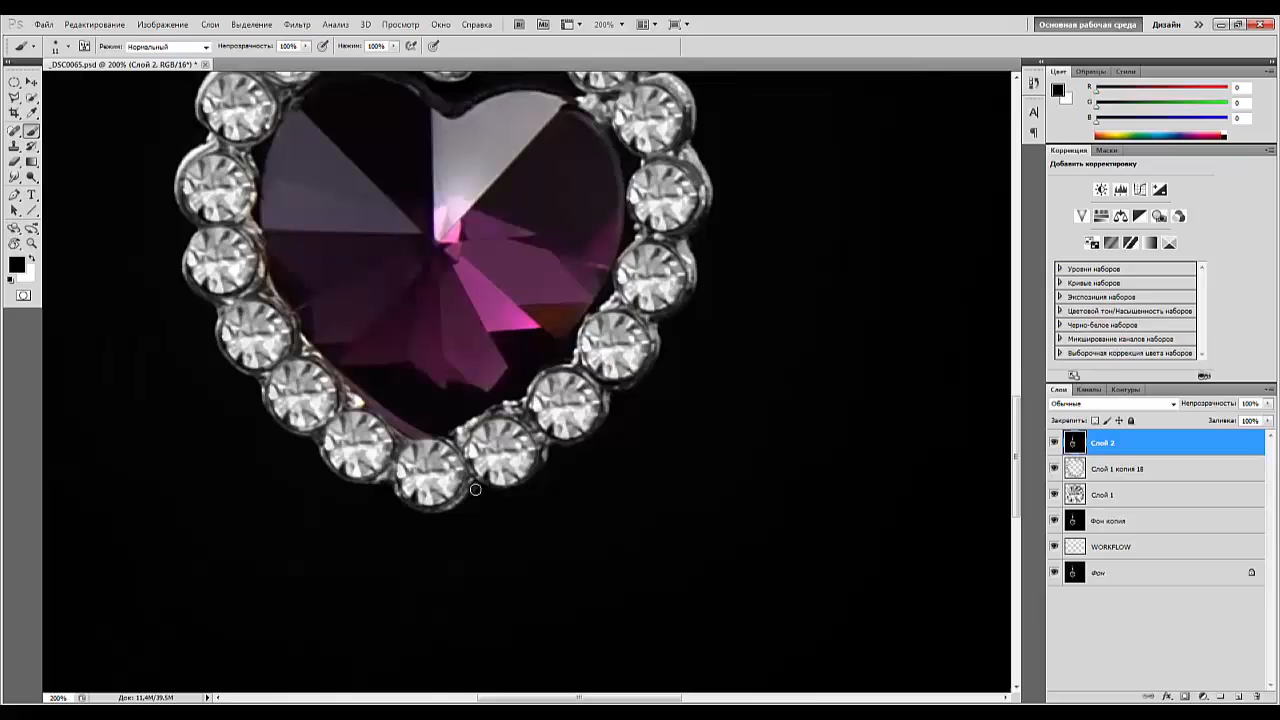 Ps Файл Редактирование Изображение Слои Выделение Фильтр Анализ 3D Просмотр Окно Справка Br Mb 200% Основная рабочая среда Дизайн
11 Режим: Нормальный Непрозрачность: 100% Нажим: 100%
_DSC0065.psd @ 200% (Слой 2, RGB/16*) *
Цвет Образцы Стили
R 0
G 0
B 0
Коррекция Маски
Добавить корректировку
Уровни наборов
Кривые наборов
Экспозиция наборов
Цветовой тон/Насыщенность наборов
Черно-белое наборов
Микширование каналов наборов
Выборочная коррекция цвета наборов
Слои Каналы Контуры
Обычные Непрозрачность: 100%
Закрепить: Заливка: 100%
Слой 2
Слой 1 копия 18
Слой 1
Фон копия
WORKFLOW
Фон
200% Док: 11,4M/39,5M